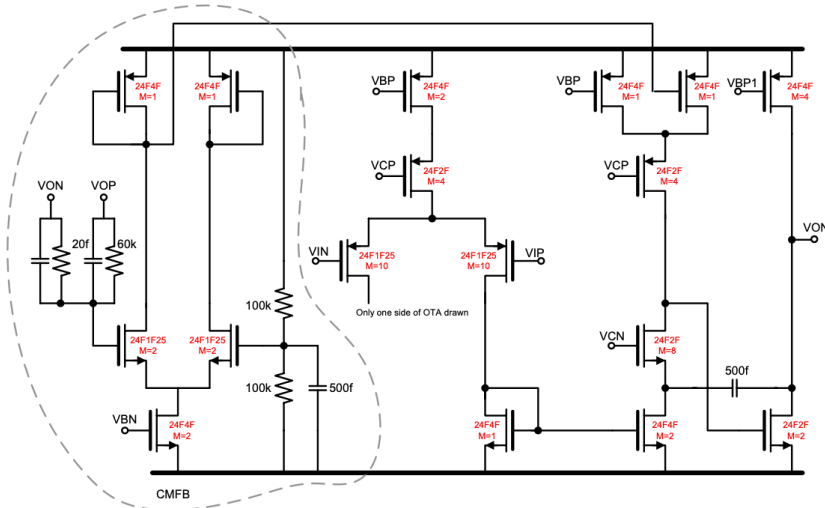 24F4F
M=1
24F4F
M=1
VBP
24F4F
M=2
VBP
24F4F
M=1
24F4F
M=1
VBP1
24F4F
M=4
VCP
24F2F
M=4
VCP
24F2F
M=4
VON
VOP
20f
60k
VIN
24F1F25
M=10
24F1F25
M=10
VIP
VON
100k
Only one side of OTA drawn
24F1F25
M=2
24F1F25
M=2
VCN
24F2F
M=8
100k
500f
500f
VBN
24F4F
M=2
24F4F
M=1
24F4F
M=2
24F2F
M=2
CMFB